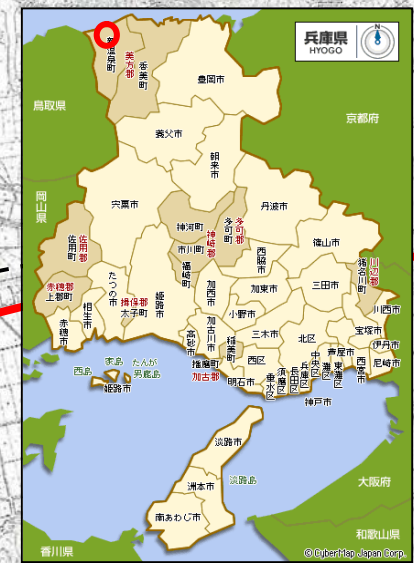 兵庫県
HYOGO
N
新温泉町
美方郡
香美町
豊岡市
鳥取県
京都府
養父市
朝来市
岡山県
宍粟市
丹波市
神河町
市川町
神崎郡
多可町
多可郡
福崎町
西脇市
篠山市
佐用町
佐用郡
猪名川町
川辺郡
赤穂郡
上郡町
たつの市
揖保郡
太子町
姫路市
加西市
加東市
三田市
相生市
赤穂市
高砂市
加古川市
小野市
三木市
北区
川西市
宝塚市
伊丹市
尼崎市
西宮市
芦屋市
東灘区
灘区
中央区
兵庫区
長田区
須磨区
垂水区
西区
稲美町
播磨町
加古郡
明石市
神戸市
西島
ず島
たんが
男鹿島
姫路市
淡路市
淡路島
洲本市
南あわじ市
大阪府
和歌山県
香川県
© CyberMap Japan Corp.